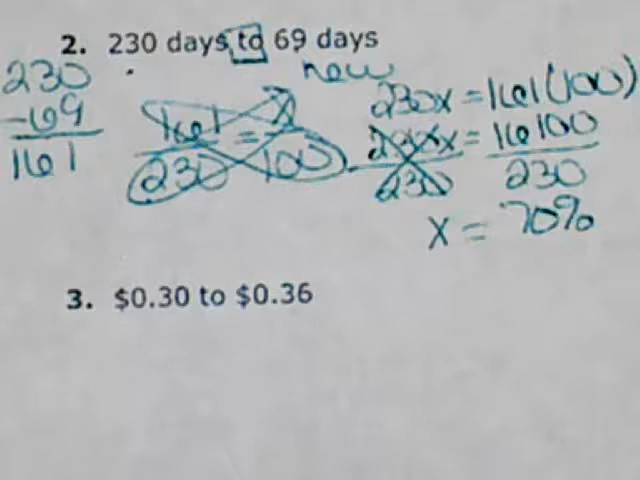 2. 230 days to 69 days
new
230
-69
161
161/230 = x/100
230x = 161(100)
230x/230 = 16100/230
x = 70%
3. $0.30 to $0.36